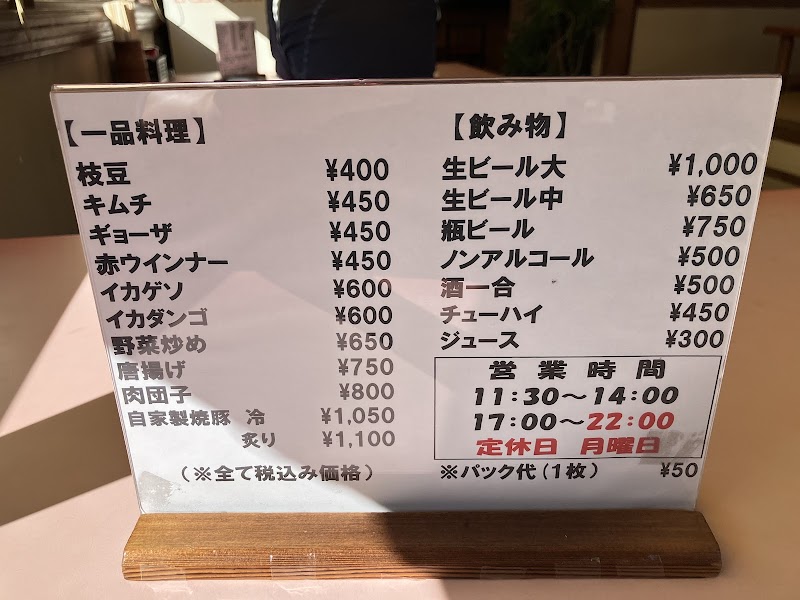 【一品料理】
枝豆 ¥400
キムチ ¥450
ギョーザ ¥450
赤ウインナー ¥450
イカゲソ ¥600
イカダンゴ ¥600
野菜炒め ¥650
唐揚げ ¥750
肉団子 ¥800
自家製焼豚 冷 ¥1,050
炙り ¥1,100
(※全て税込み価格)
【飲み物】
生ビール大 ¥1,000
生ビール中 ¥650
瓶ビール ¥750
ノンアルコール ¥500
酒一合 ¥500
チューハイ ¥450
ジュース ¥300
営業時間
11:30～14:00
17:00～22:00
定休日 月曜日
※パック代(1枚) ¥50